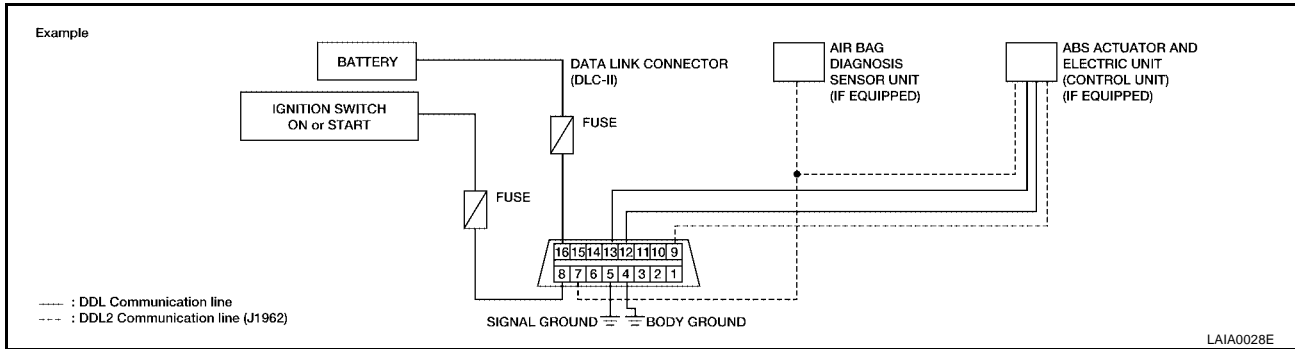 Example
BATTERY
IGNITION SWITCH
ON or START
DATA LINK CONNECTOR
(DLC-II)
FUSE
FUSE
AIR BAG
DIAGNOSIS
SENSOR UNIT
(IF EQUIPPED)
ABS ACTUATOR AND
ELECTRIC UNIT
(CONTROL UNIT)
(IF EQUIPPED)
16 15 14 13 12 11 10 9
8 7 6 5 4 3 2 1
: DDL Communication line
: DDL2 Communication line (J1962)
SIGNAL GROUND
BODY GROUND
LAIA0028E